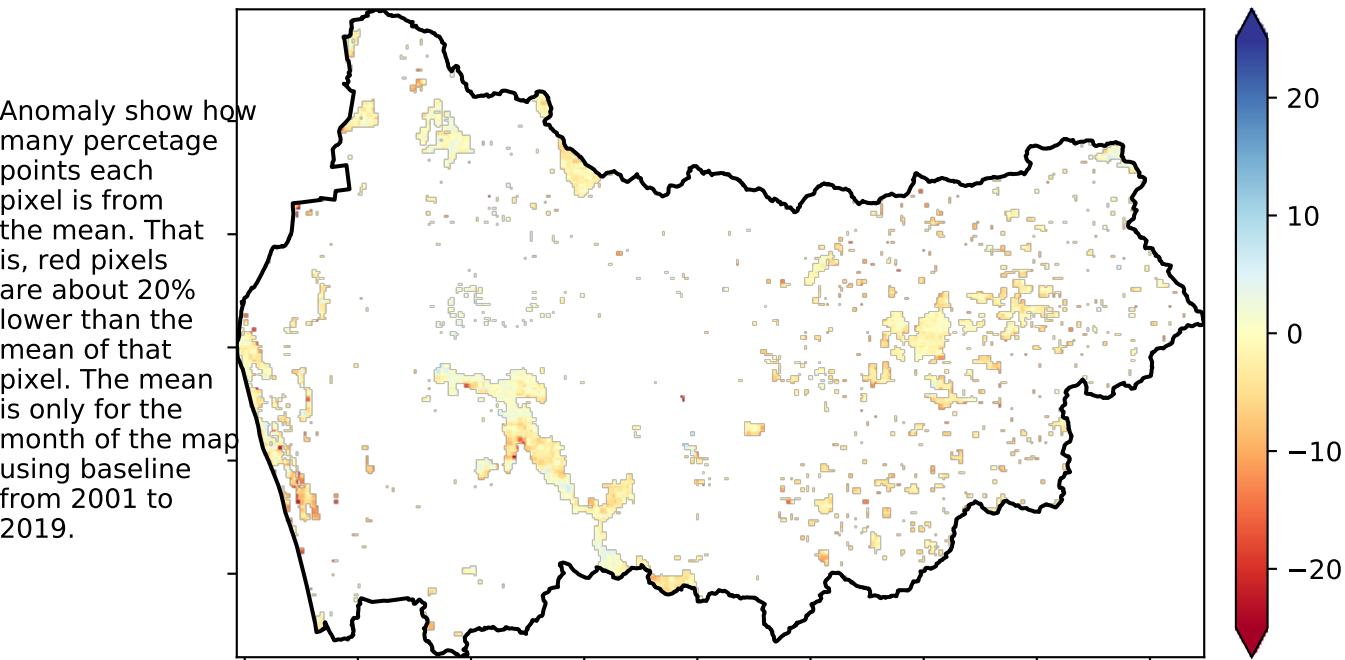 Anomaly show how
many percetage
points each
pixel is from
the mean. That
is, red pixels
are about 20%
lower than the
mean of that
pixel. The mean
is only for the
month of the map
using baseline
from 2001 to
2019.
20
10
0
−10
−20